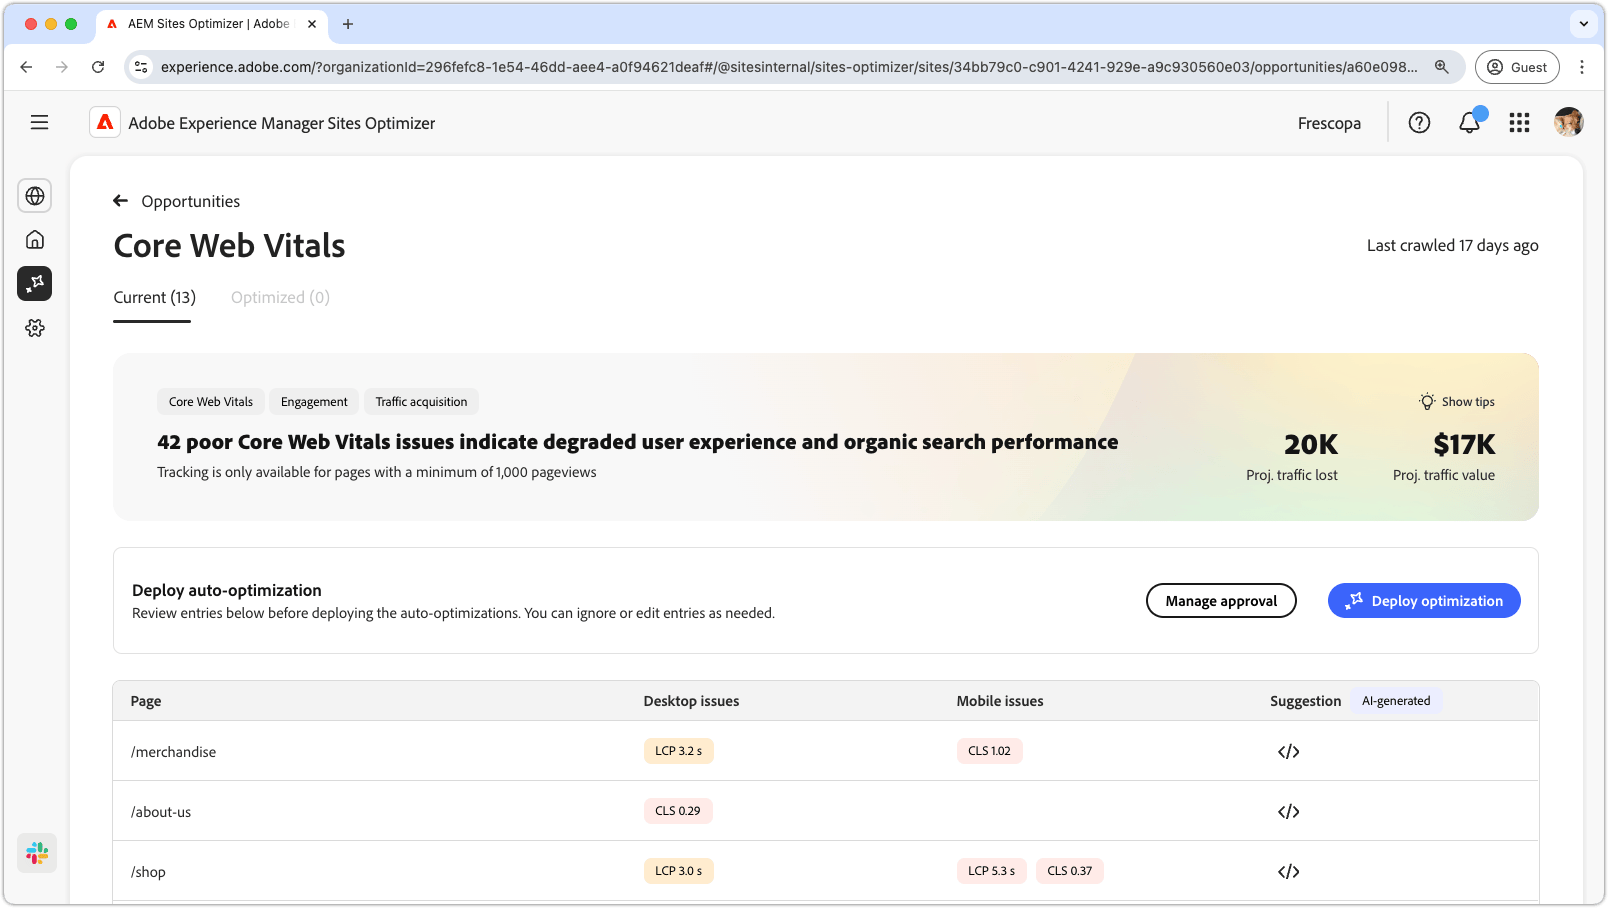 AEM Sites Optimizer | Adobe
experience.adobe.com/?organizationId=296fefc8-1e54-46dd-aee4-a0f94621deaf#/@sitesinternal/sites-optimizer/sites/34bb79c0-c901-4241-929e-a9c930560e03/opportunities/a60e098...
Guest
Adobe Experience Manager Sites Optimizer
Frescopa
Opportunities
Core Web Vitals
Last crawled 17 days ago
Current (13) Optimized (0)
Core Web Vitals Engagement Traffic acquisition
Show tips
42 poor Core Web Vitals issues indicate degraded user experience and organic search performance
20K $17K
Tracking is only available for pages with a minimum of 1,000 pageviews
Proj. traffic lost Proj. traffic value
Deploy auto-optimization
Review entries below before deploying the auto-optimizations. You can ignore or edit entries as needed.
Manage approval Deploy optimization
Page Desktop issues Mobile issues Suggestion AI-generated
/merchandise LCP 3.2 s CLS 1.02 </>
/about-us CLS 0.29 </>
/shop LCP 3.0 s LCP 5.3 s CLS 0.37 </>